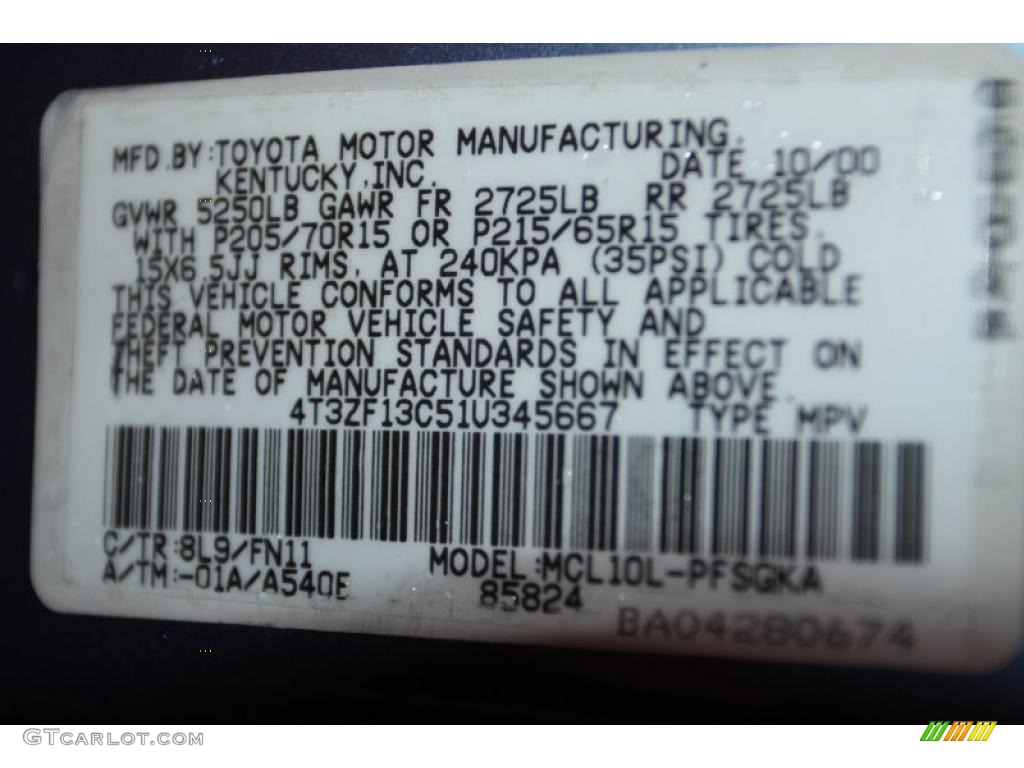 MFD.BY:TOYOTA MOTOR MANUFACTURING.
KENTUCKY,INC. DATE 10/00
GVWR 5250LB GAWR FR 2725LB RR 2725LB
WITH P205/70R15 OR P215/65R15 TIRES.
15X6.5JJ RIMS. AT 240KPA (35PSI) COLD
THIS VEHICLE CONFORMS TO ALL APPLICABLE
FEDERAL MOTOR VEHICLE SAFETY AND
THEFT PREVENTION STANDARDS IN EFFECT ON
THE DATE OF MANUFACTURE SHOWN ABOVE.
4T3ZF13C51U345667 TYPE MPV
C/TR:8L9/FN11 MODEL:MCL10L-PFSGKA
A/TM:-01A/A540E 85824
BA04280674
GTCARLOT.COM